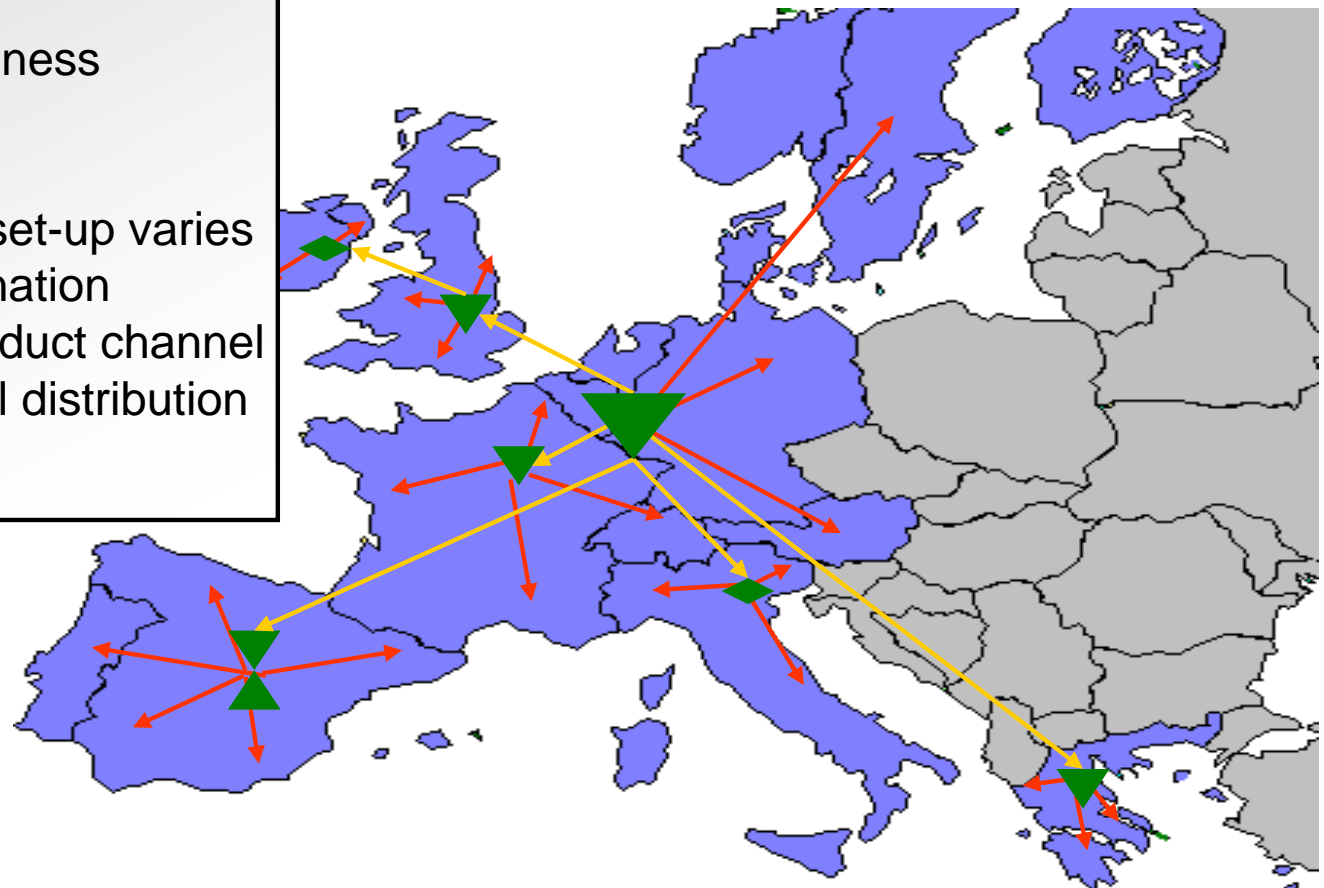 ness
set-up varies
nation
duct channel
l distribution